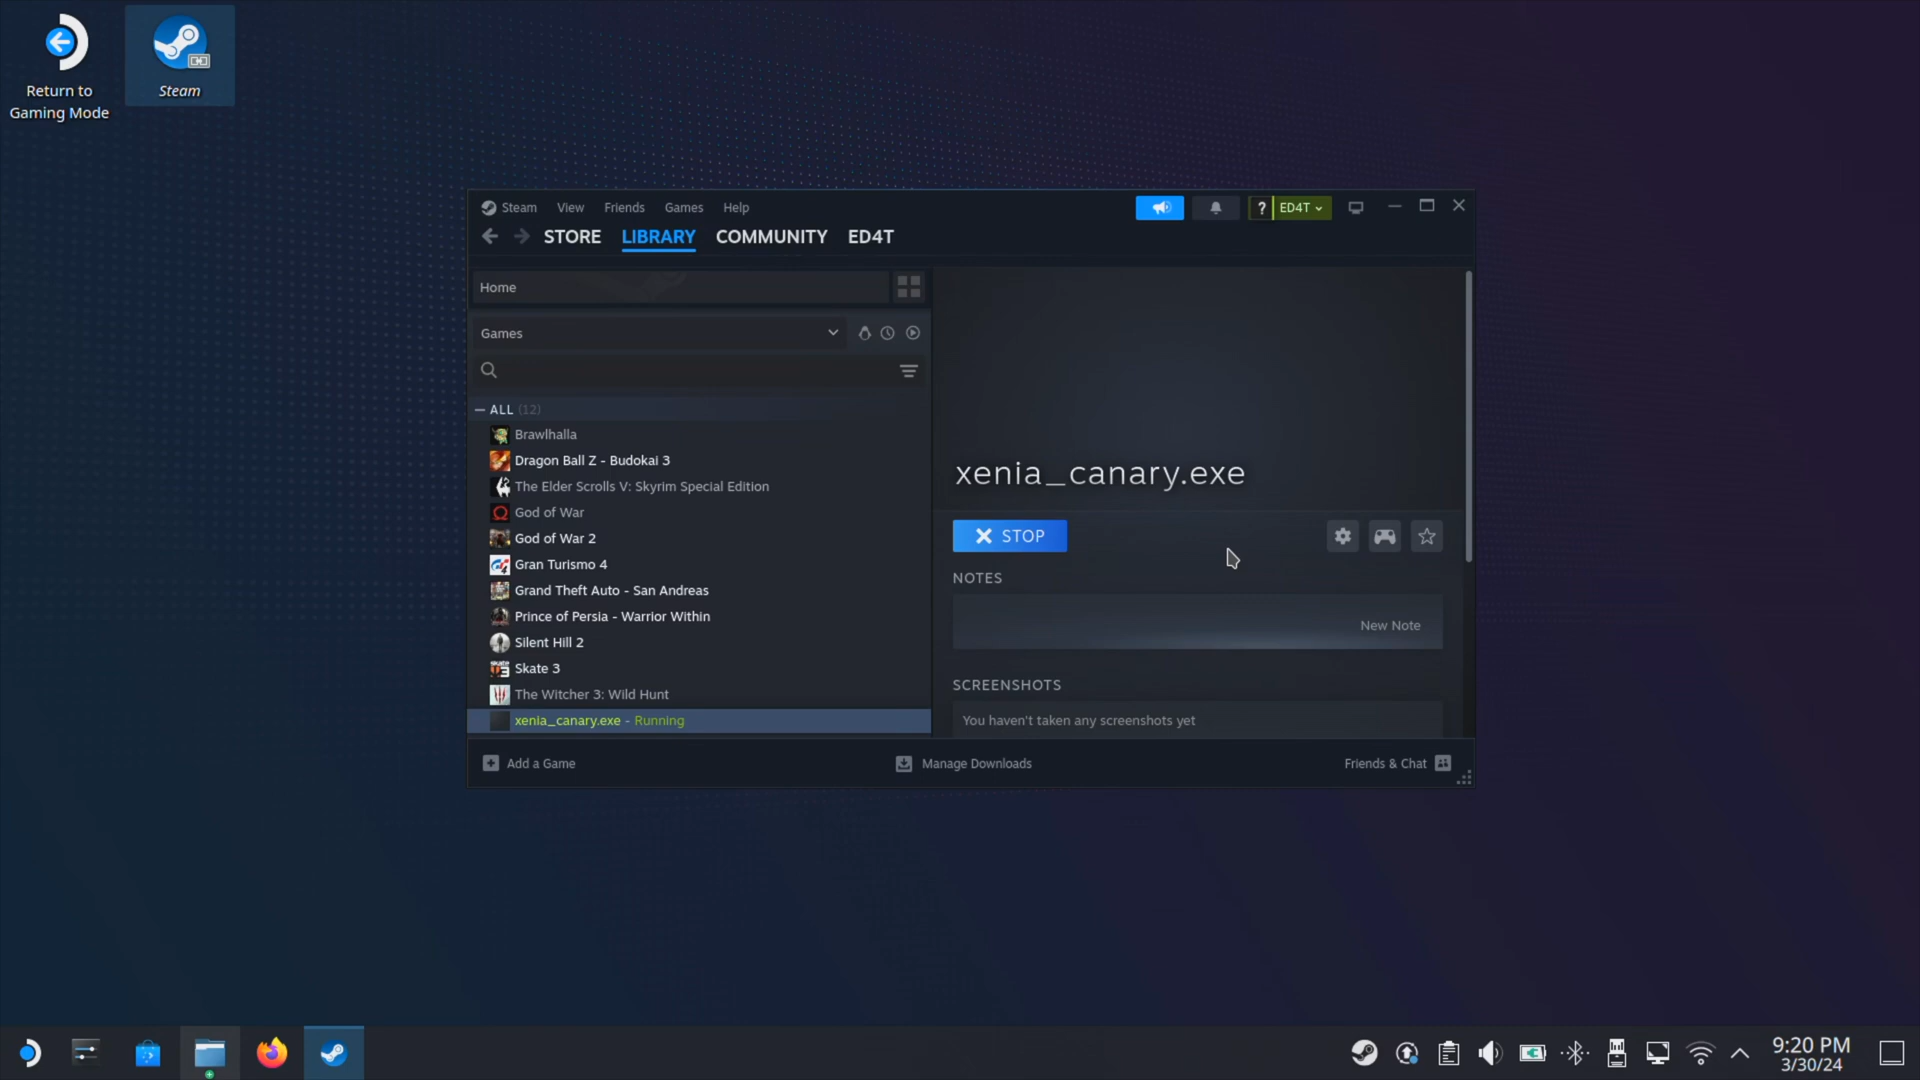 Return to
Gaming Mode
Steam
Steam View Friends Games Help
? ED4T
STORE LIBRARY COMMUNITY ED4T
Home
Games
ALL (12)
Brawlhalla
Dragon Ball Z - Budokai 3
The Elder Scrolls V: Skyrim Special Edition
God of War
God of War 2
Gran Turismo 4
Grand Theft Auto - San Andreas
Prince of Persia - Warrior Within
Silent Hill 2
Skate 3
The Witcher 3: Wild Hunt
xenia_canary.exe - Running
xenia_canary.exe
STOP
NOTES
New Note
SCREENSHOTS
You haven't taken any screenshots yet
Add a Game
Manage Downloads
Friends & Chat
9:20 PM
3/30/24